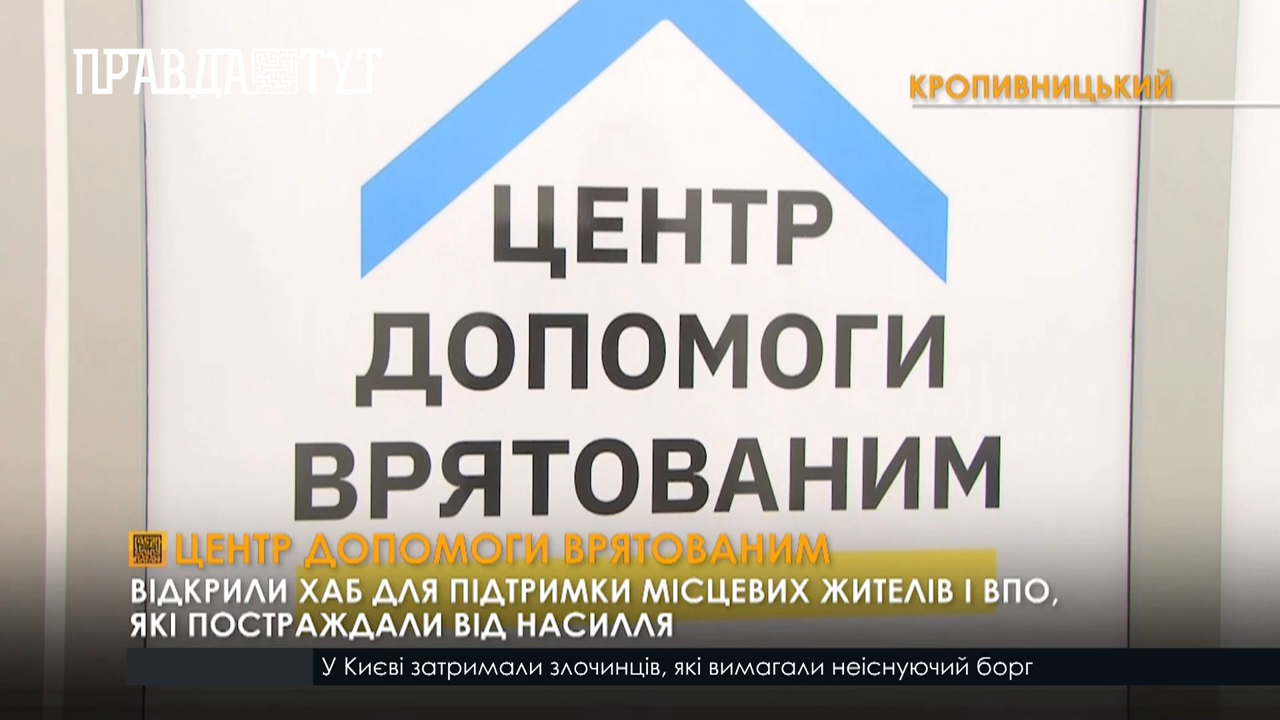 ПРАВДА ТУТ
КРОПИВНИЦЬКИЙ
ЦЕНТР
ДОПОМОГИ
ВРЯТОВАНИМ
ЦЕНТР ДОПОМОГИ ВРЯТОВАНИМ
ВІДКРИЛИ ХАБ ДЛЯ ПІДТРИМКИ МІСЦЕВИХ ЖИТЕЛІВ І ВПО,
ЯКІ ПОСТРАЖДАЛИ ВІД НАСИЛЛЯ
У Києві затримали злочинців, які вимагали неіснуючий борг